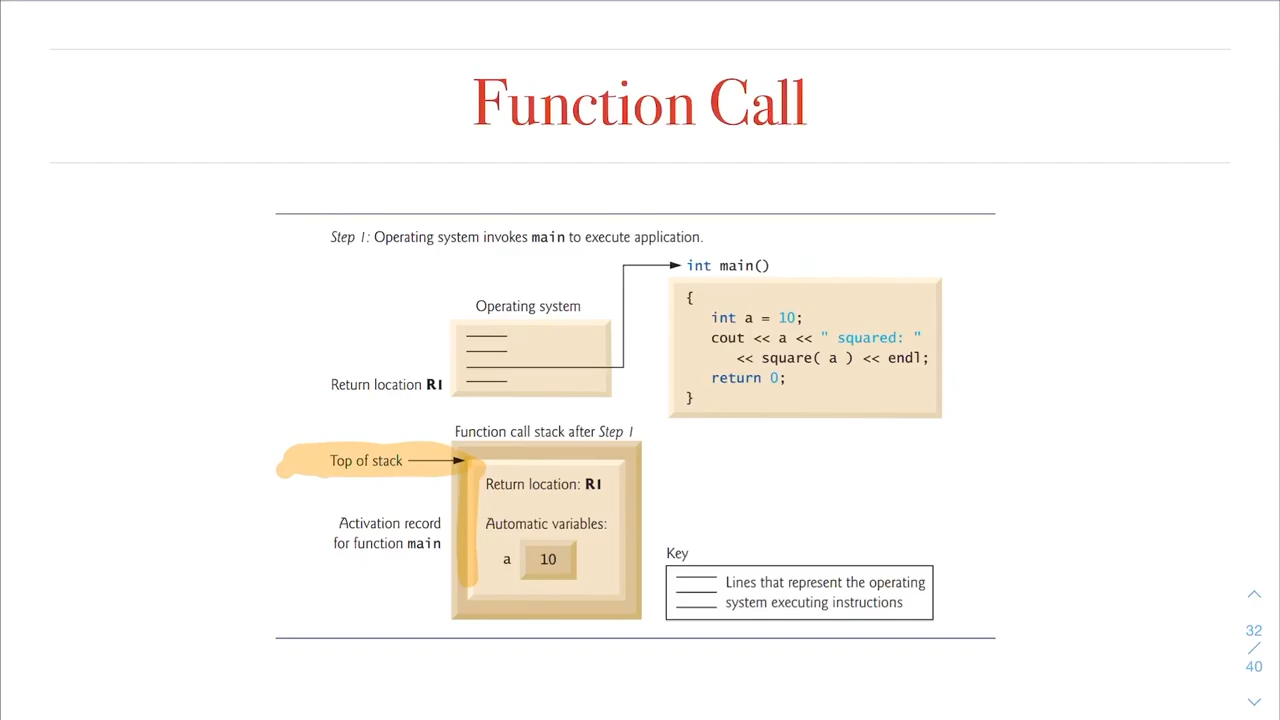 Function Call
Step 1: Operating system invokes main to execute application.
int main()
Operating system
{
int a = 10;
cout << a << " squared: "
<< square( a ) << endl;
return 0;
}
Return location R1
Function call stack after Step 1
Top of stack
Return location: R1
Activation record
for function main
Automatic variables:
a 10
Key
Lines that represent the operating
system executing instructions
32
/
40